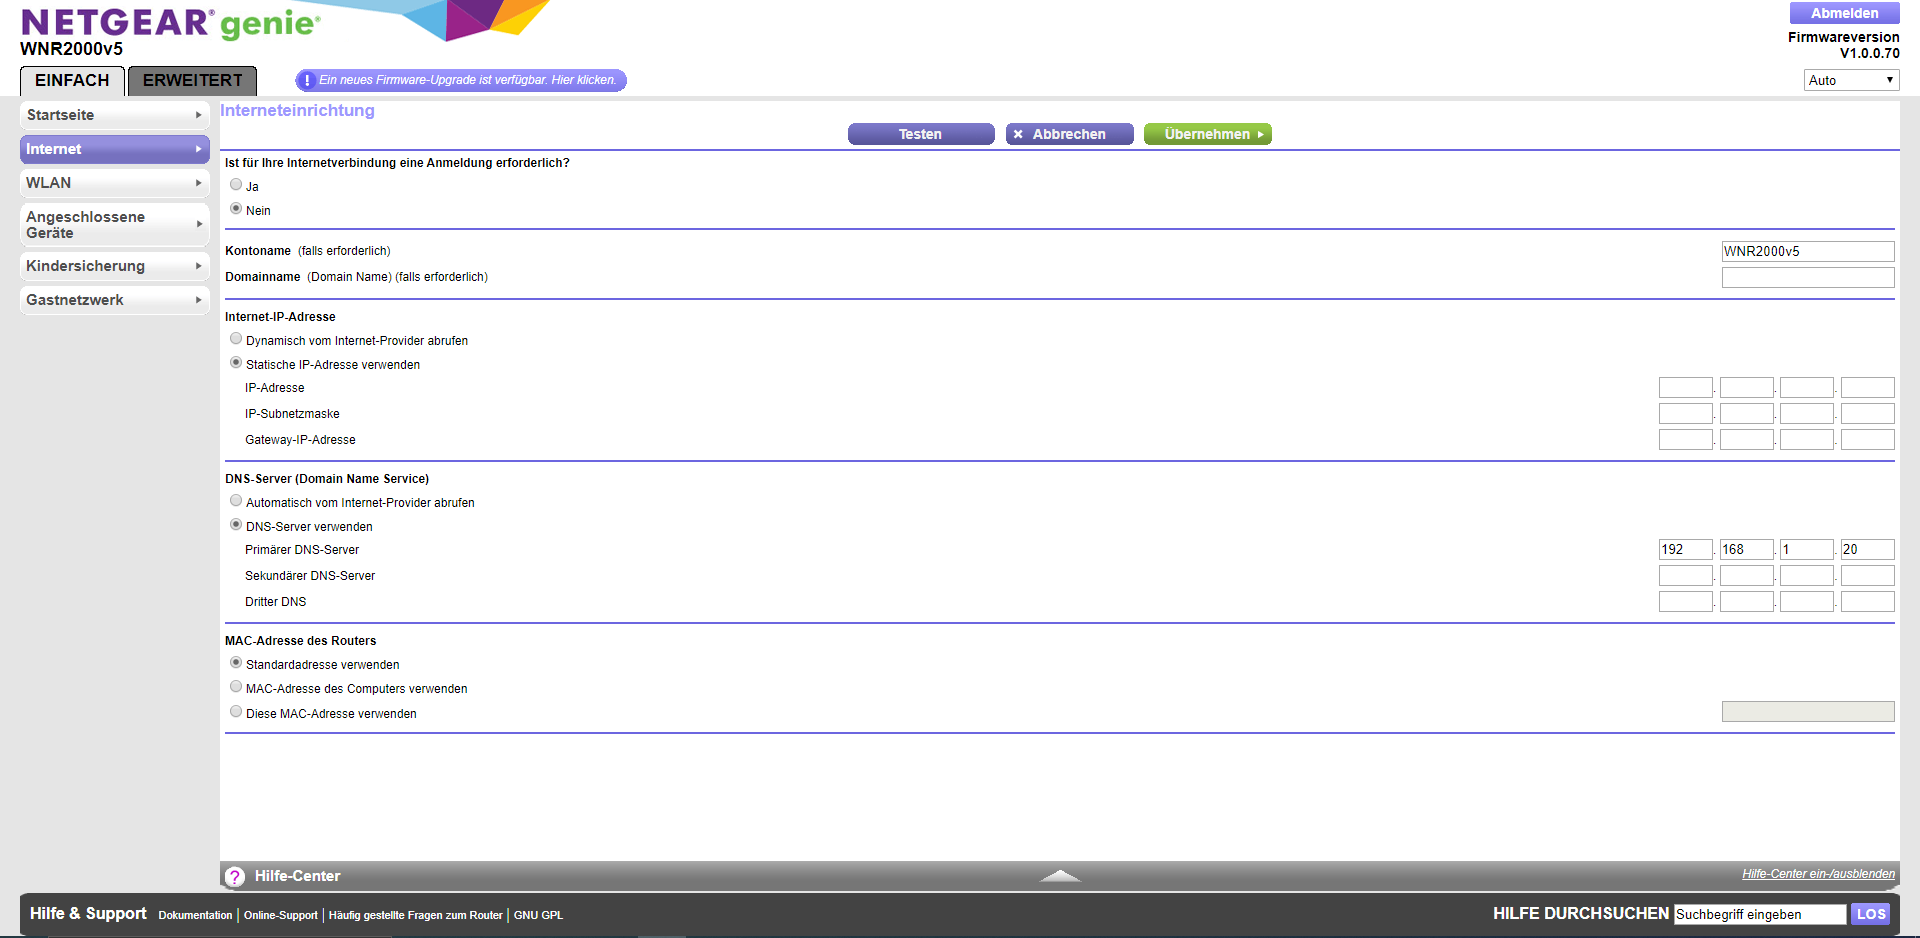 NETGEAR® genie®
WNR2000v5
Abmelden
Firmwareversion
V1.0.0.70
EINFACH
ERWEITERT
! Ein neues Firmware-Upgrade ist verfügbar. Hier klicken.
Auto
Startseite
Internet
WLAN
Angeschlossene
Geräte
Kindersicherung
Gastnetzwerk
Interneteinrichtung
Testen
Abbrechen
Übernehmen
Ist für Ihre Internetverbindung eine Anmeldung erforderlich?
Ja
Nein
Kontoname (falls erforderlich) WNR2000v5
Domainname (Domain Name) (falls erforderlich)
Internet-IP-Adresse
Dynamisch vom Internet-Provider abrufen
Statische IP-Adresse verwenden
IP-Adresse . . .
IP-Subnetzmaske . . .
Gateway-IP-Adresse . . .
DNS-Server (Domain Name Service)
Automatisch vom Internet-Provider abrufen
DNS-Server verwenden
Primärer DNS-Server 192 . 168 . 1 . 20
Sekundärer DNS-Server . . .
Dritter DNS . . .
MAC-Adresse des Routers
Standardadresse verwenden
MAC-Adresse des Computers verwenden
Diese MAC-Adresse verwenden
? Hilfe-Center
Hilfe-Center ein-/ausblenden
Hilfe & Support Dokumentation | Online-Support | Häufig gestellte Fragen zum Router | GNU GPL
HILFE DURCHSUCHEN Suchbegriff eingeben LOS